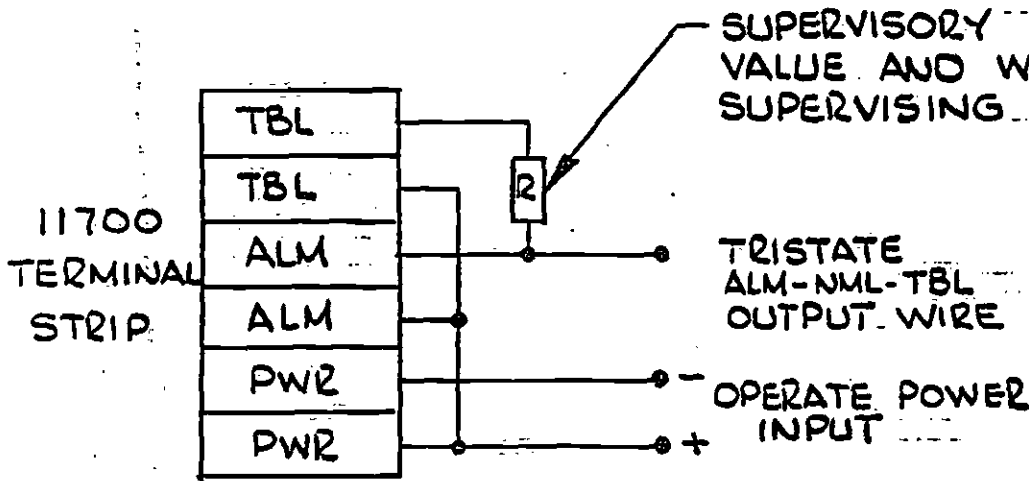 SUPERVISORY
VALUE AND W
SUPERVISING
TBL
TBL
ALM
ALM
PWR
PWR
11700
TERMINAL
STRIP
R
TRISTATE
ALM-NML-TBL
OUTPUT WIRE
-
OPERATE POWER
INPUT
+